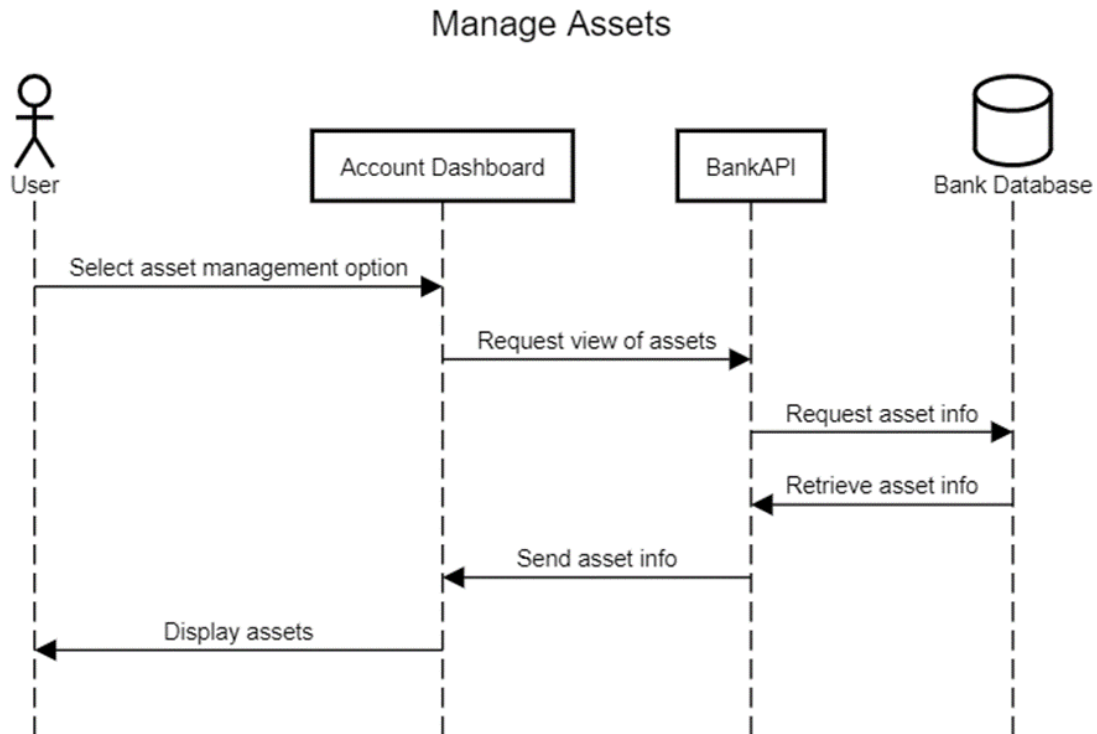 Manage Assets
User
Account Dashboard
BankAPI
Bank Database
Select asset management option
Request view of assets
Request asset info
Retrieve asset info
Send asset info
Display assets